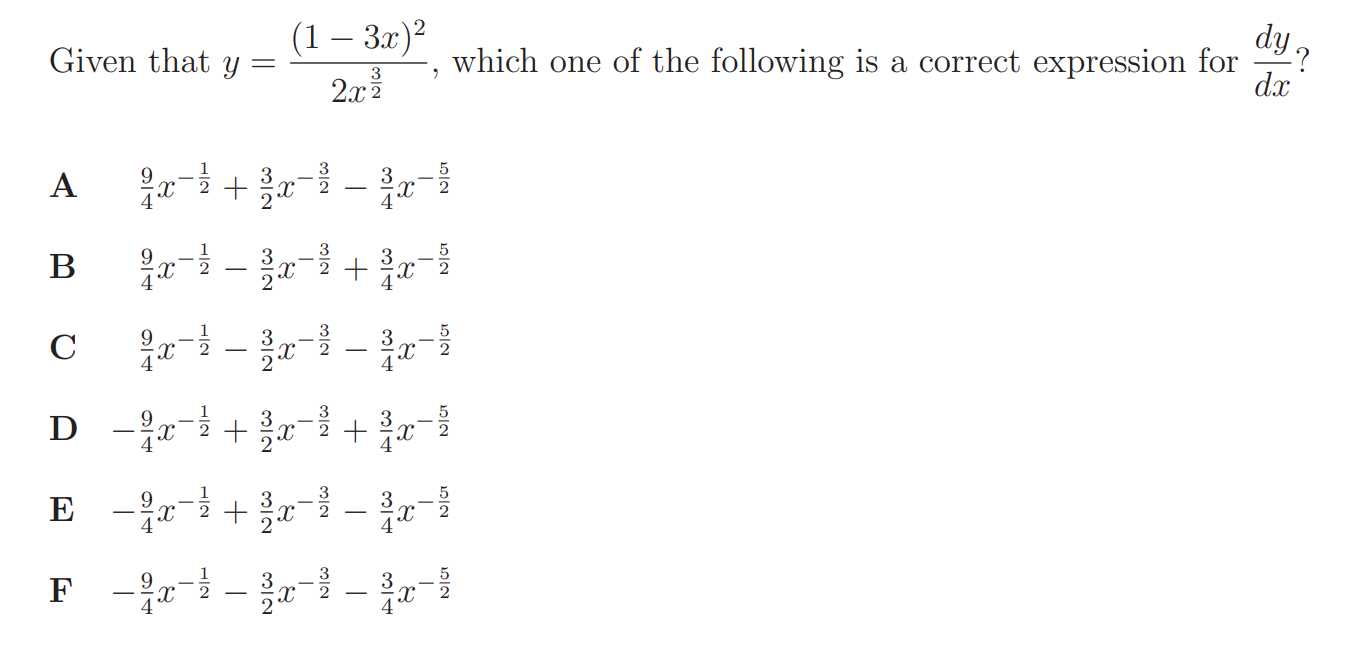 Given that $y = \frac{(1-3x)^2}{2x^{\frac{3}{2}}}$, which one of the following is a correct expression for $\frac{dy}{dx}$?
A $\frac{9}{4}x^{-\frac{1}{2}} + \frac{3}{2}x^{-\frac{3}{2}} - \frac{3}{4}x^{-\frac{5}{2}}$
B $\frac{9}{4}x^{-\frac{1}{2}} - \frac{3}{2}x^{-\frac{3}{2}} + \frac{3}{4}x^{-\frac{5}{2}}$
C $\frac{9}{4}x^{-\frac{1}{2}} - \frac{3}{2}x^{-\frac{3}{2}} - \frac{3}{4}x^{-\frac{5}{2}}$
D $-\frac{9}{4}x^{-\frac{1}{2}} + \frac{3}{2}x^{-\frac{3}{2}} + \frac{3}{4}x^{-\frac{5}{2}}$
E $-\frac{9}{4}x^{-\frac{1}{2}} + \frac{3}{2}x^{-\frac{3}{2}} - \frac{3}{4}x^{-\frac{5}{2}}$
F $-\frac{9}{4}x^{-\frac{1}{2}} - \frac{3}{2}x^{-\frac{3}{2}} - \frac{3}{4}x^{-\frac{5}{2}}$